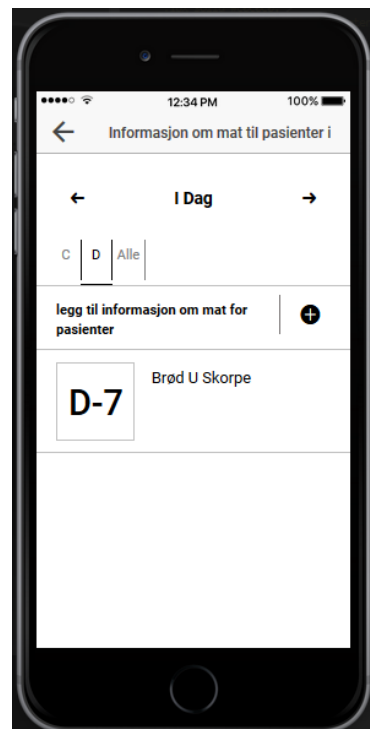 12:34 PM
100%
Informasjon om mat til pasienter i
I Dag
C D Alle
legg til informasjon om mat for
pasienter
D-7
Brød U Skorpe